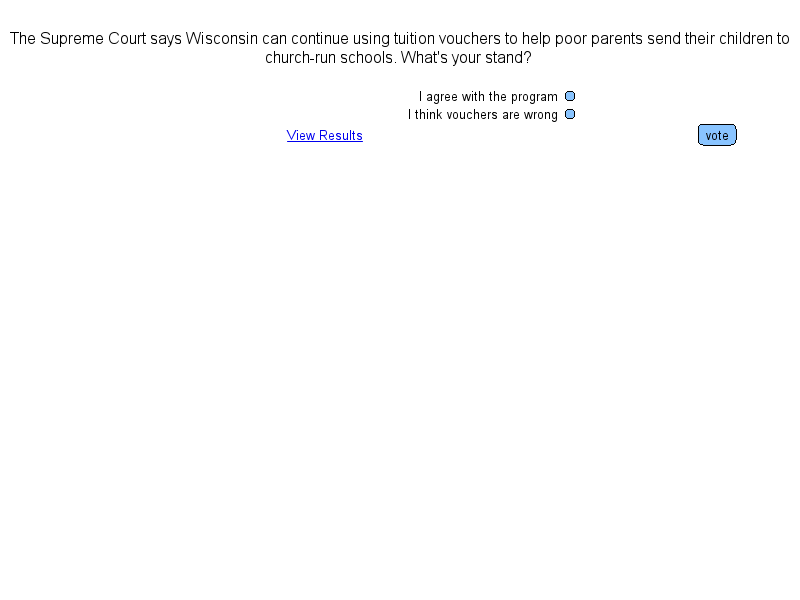 The Supreme Court says Wisconsin can continue using tuition vouchers to help poor parents send their children to
church-run schools. What's your stand?
I agree with the program
I think vouchers are wrong
View Results
vote